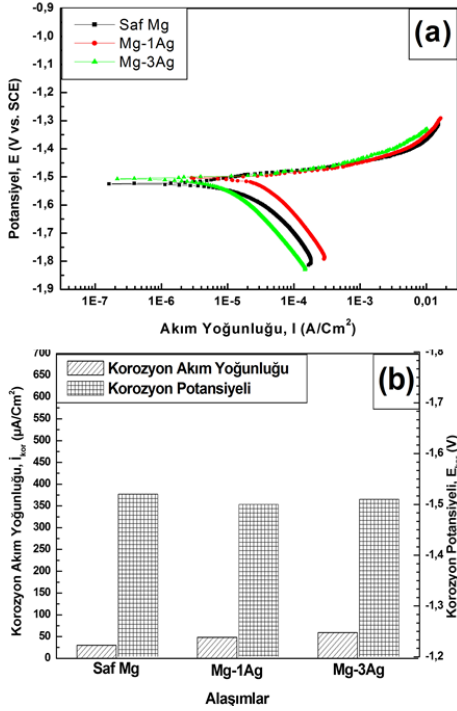 (a)
Saf Mg
Mg-1Ag
Mg-3Ag
Potansiyel, E (V vs. SCE)
-0,9
-1,0
-1,1
-1,2
-1,3
-1,4
-1,5
-1,6
-1,7
-1,8
-1,9
1E-7 1E-6 1E-5 1E-4 1E-3 0,01
Akım Yoğunluğu, I (A/Cm²)
(b)
Korozyon Akım Yoğunluğu
Korozyon Potansiyeli
Korozyon Akım Yoğunluğu, İkor (µA/Cm²)
700
650
600
550
500
450
400
350
300
250
200
150
100
50
0
-1,8
-1,7
-1,6
-1,5
-1,4
-1,3
-1,2
Korozyon Potansiyeli, (V)
Saf Mg Mg-1Ag Mg-3Ag
Alaşımlar